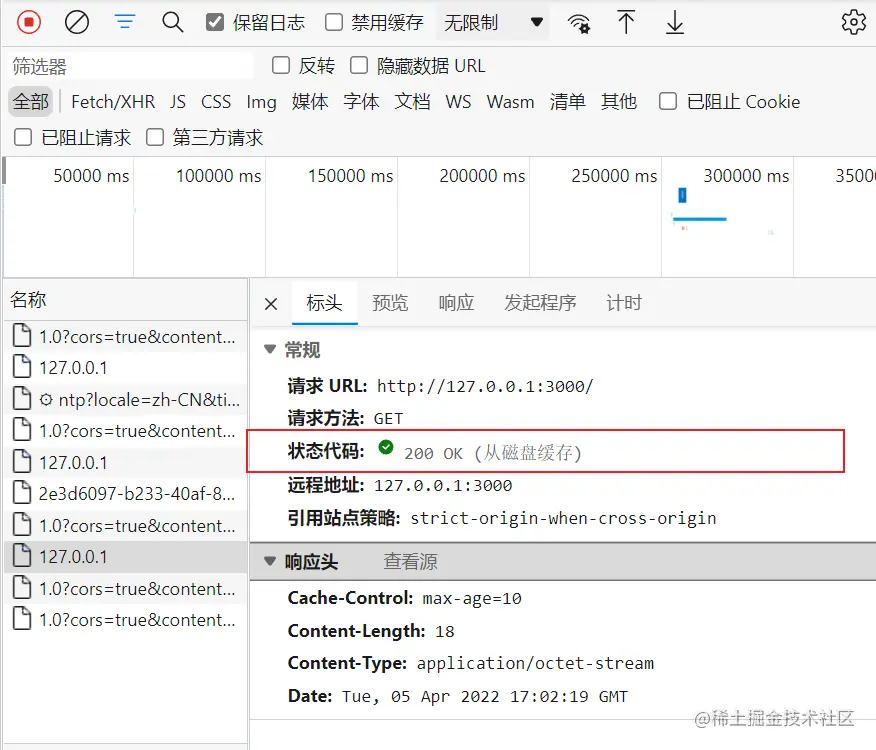 保留日志 禁用缓存 无限制
筛选器 反转 隐藏数据 URL
全部 Fetch/XHR JS CSS Img 媒体 字体 文档 WS Wasm 清单 其他 已阻止 Cookie
已阻止请求 第三方请求
50000 ms 100000 ms 150000 ms 200000 ms 250000 ms 300000 ms 3500
名称
1.0?cors=true&content...
127.0.0.1
ntp?locale=zh-CN&ti...
1.0?cors=true&content...
127.0.0.1
2e3d6097-b233-40af-8...
1.0?cors=true&content...
127.0.0.1
1.0?cors=true&content...
1.0?cors=true&content...
标头 预览 响应 发起程序 计时
常规
请求 URL: http://127.0.0.1:3000/
请求方法: GET
状态代码: 200 OK (从磁盘缓存)
远程地址: 127.0.0.1:3000
引用站点策略: strict-origin-when-cross-origin
响应头 查看源
Cache-Control: max-age=10
Content-Length: 18
Content-Type: application/octet-stream
Date: Tue, 05 Apr 2022 17:02:19 GMT
@稀土掘金技术社区